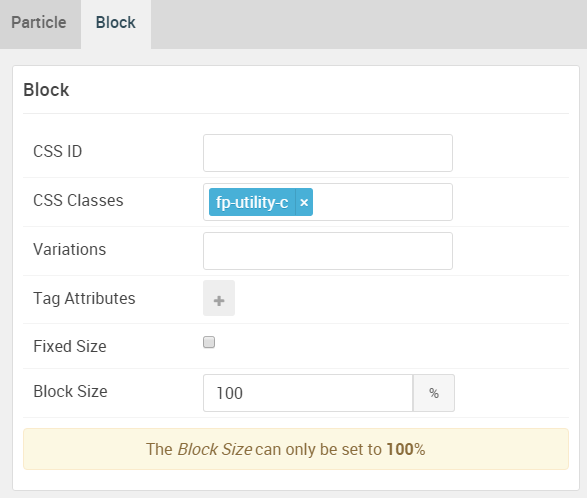 Particle Block
Block
CSS ID
CSS Classes fp-utility-c ×
Variations
Tag Attributes +
Fixed Size
Block Size 100 %
The Block Size can only be set to 100%